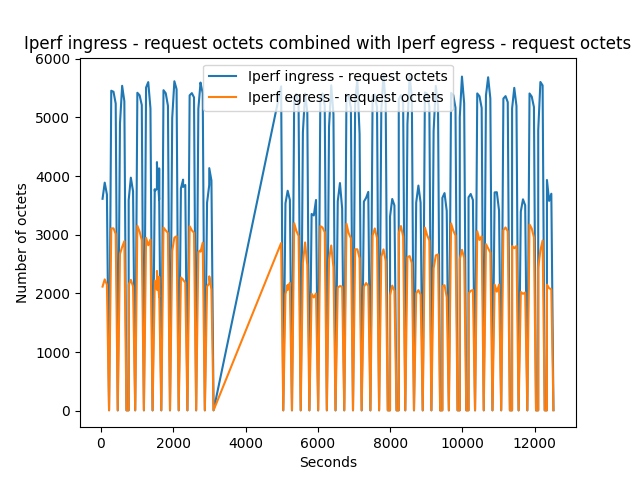 Iperf ingress - request octets combined with Iperf egress - request octets
Iperf ingress - request octets
Iperf egress - request octets
Number of octets
6000
5000
4000
3000
2000
1000
0
0 2000 4000 6000 8000 10000 12000
Seconds